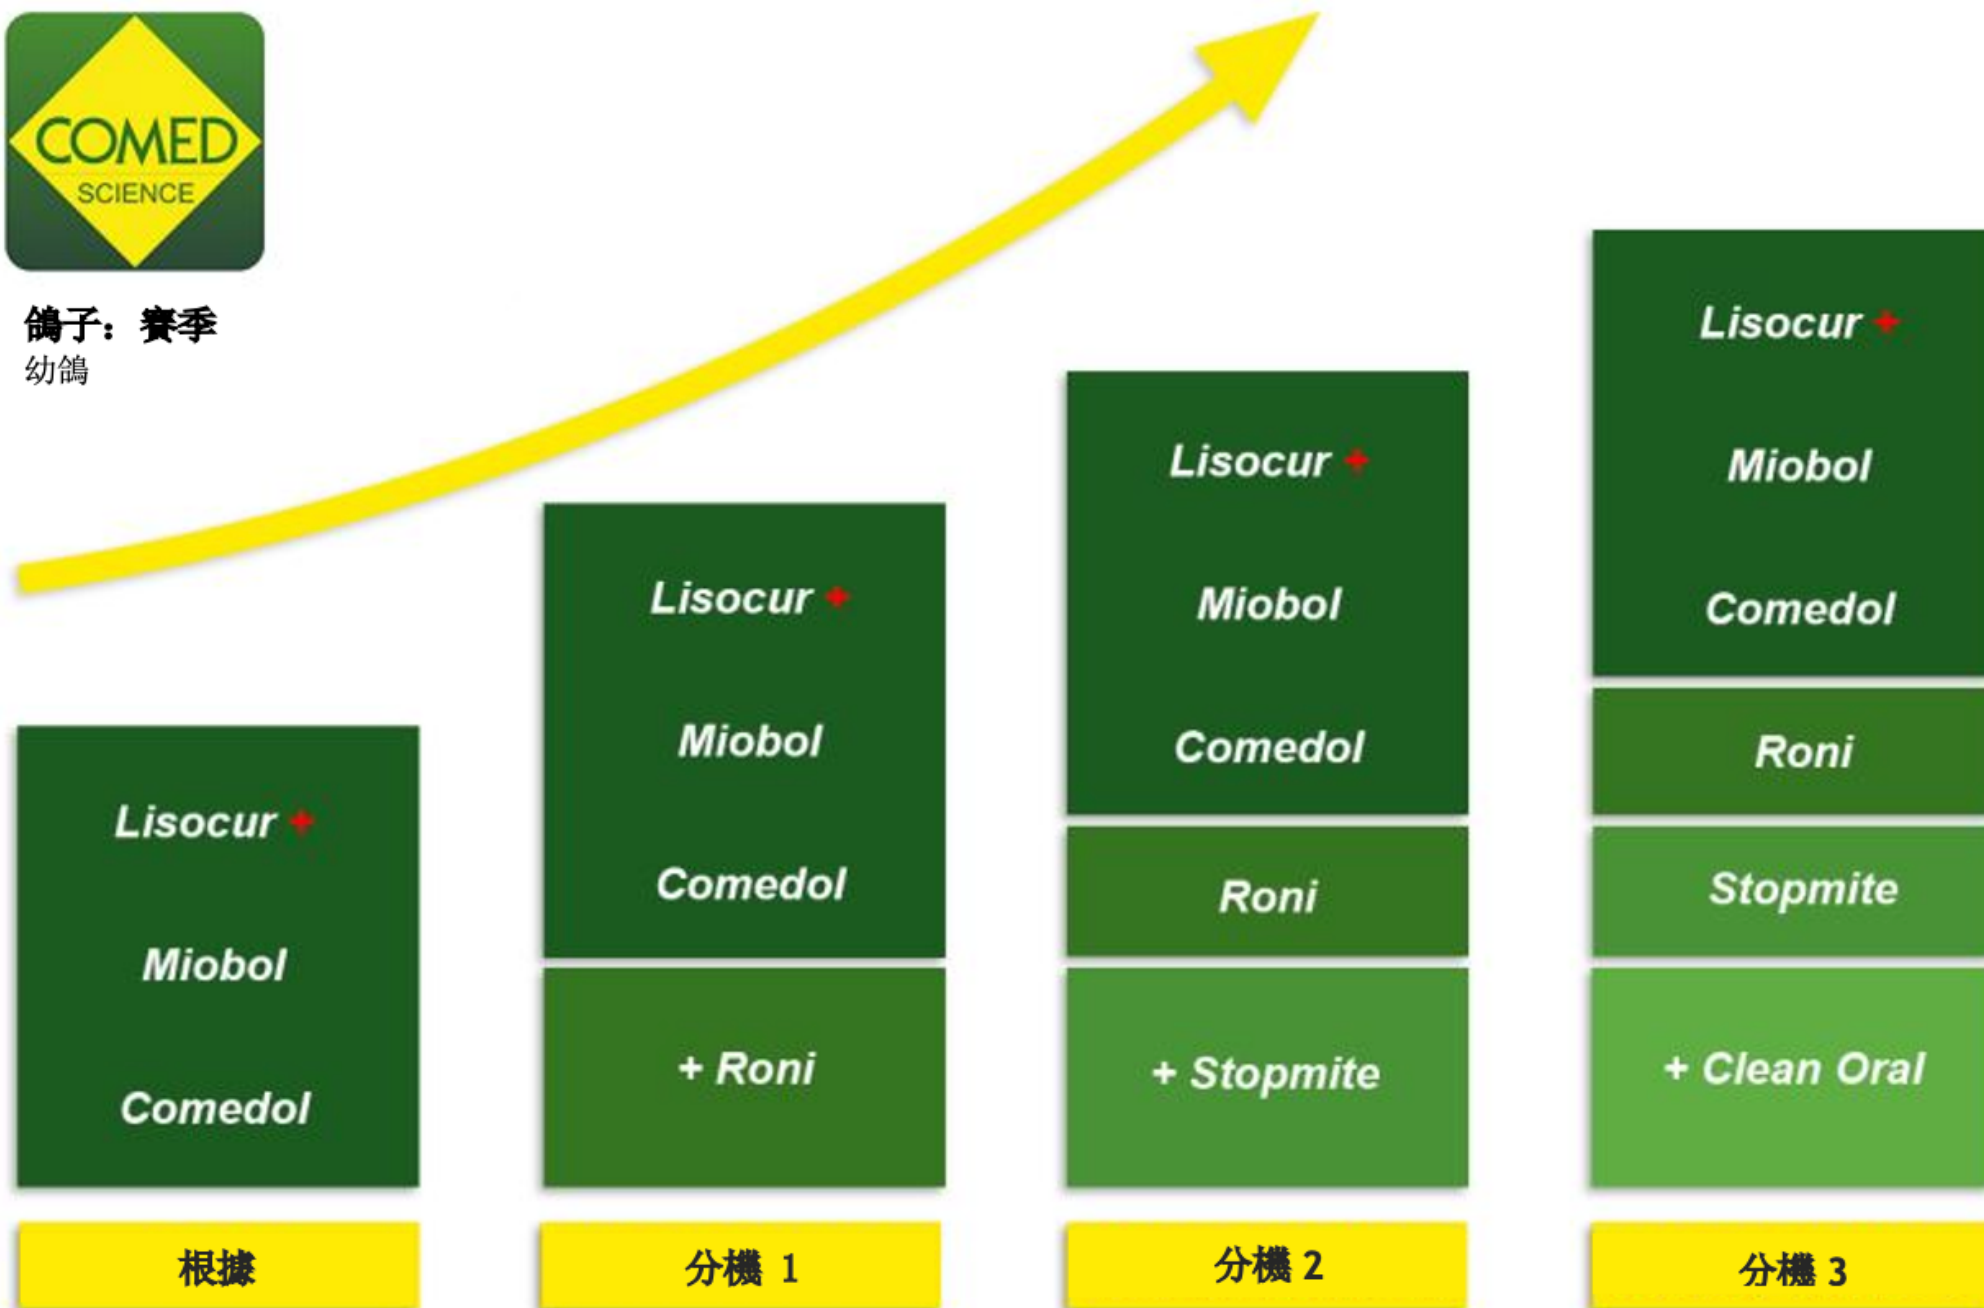 COMED
SCIENCE
鴿子：賽季
幼鴿
Lisocur +
Miobol
Comedol
根據
Lisocur +
Miobol
Comedol
+ Roni
分機 1
Lisocur +
Miobol
Comedol
Roni
+ Stopmite
分機 2
Lisocur +
Miobol
Comedol
Roni
Stopmite
+ Clean Oral
分機 3